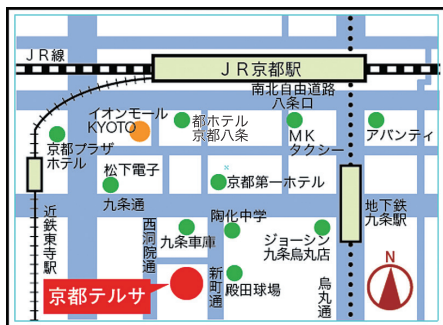 JR線
JR京都駅
南北自由道路
八条口
イオンモール
KYOTO
都ホテル
京都八条
MK
タクシー
アバンティ
京都プラザ
ホテル
松下電子
京都第一ホテル
九条通
地下鉄
九条駅
近鉄東寺駅
西洞院通
九条車庫
陶化中学
ジョーシン
九条烏丸店
新町通
殿田球場
烏丸通
京都テルサ
N